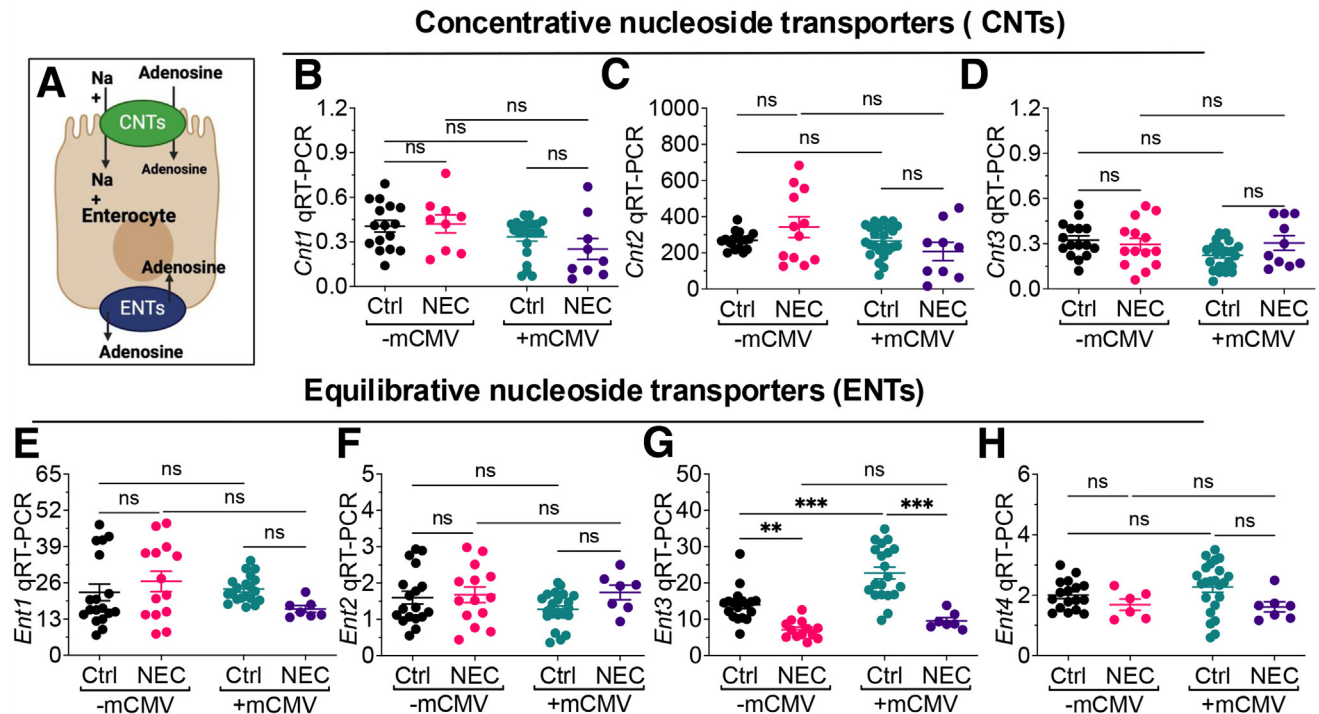 Concentrative nucleoside transporters ( CNTs)
A
Na
+
Adenosine
CNTs
Na
+
Adenosine
Enterocyte
Adenosine
ENTs
Adenosine
B
Cnt1 qRT-PCR
1.2
0.9
0.6
0.3
0.0
ns
ns
ns
ns
Ctrl NEC Ctrl NEC
-mCMV +mCMV
C
Cnt2 qRT-PCR
1000
800
600
400
200
0
ns ns
ns
ns
Ctrl NEC Ctrl NEC
-mCMV +mCMV
D
Cnt3 qRT-PCR
1.2
0.9
0.6
0.3
0.0
ns
ns
ns
ns
Ctrl NEC Ctrl NEC
-mCMV +mCMV
Equilibrative nucleoside transporters (ENTs)
E
Ent1 qRT-PCR
65
52
39
26
13
0
ns
ns ns
ns
Ctrl NEC Ctrl NEC
-mCMV +mCMV
F
Ent2 qRT-PCR
5
4
3
2
1
0
ns
ns
ns
ns
Ctrl NEC Ctrl NEC
-mCMV +mCMV
G
Ent3 qRT-PCR
50
40
30
20
10
0
ns
*** ***
**
Ctrl NEC Ctrl NEC
-mCMV +mCMV
H
Ent4 qRT-PCR
6
4
2
0
ns ns
ns ns
Ctrl NEC Ctrl NEC
-mCMV +mCMV